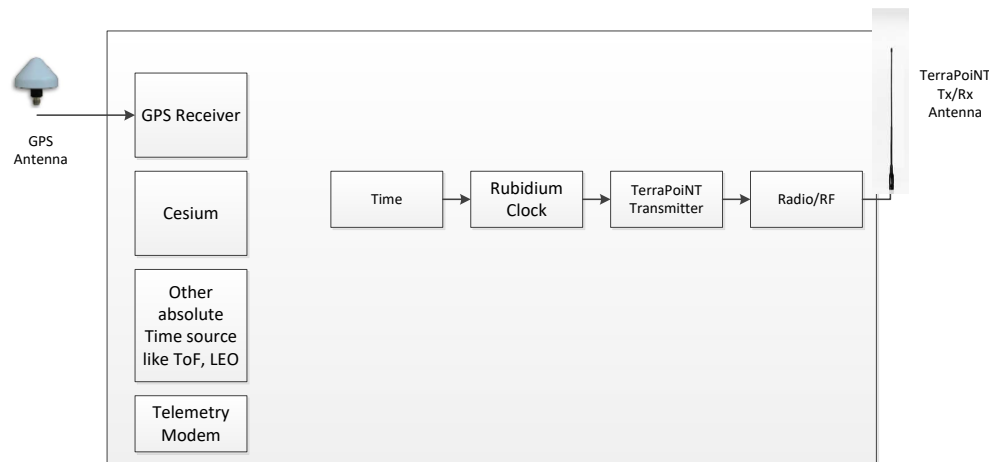 GPS
Antenna
GPS Receiver
Cesium
Other
absolute
Time source
like ToF, LEO
Telemetry
Modem
Time
Rubidium
Clock
TerraPoiNT
Transmitter
Radio/RF
TerraPoiNT
Tx/Rx
Antenna